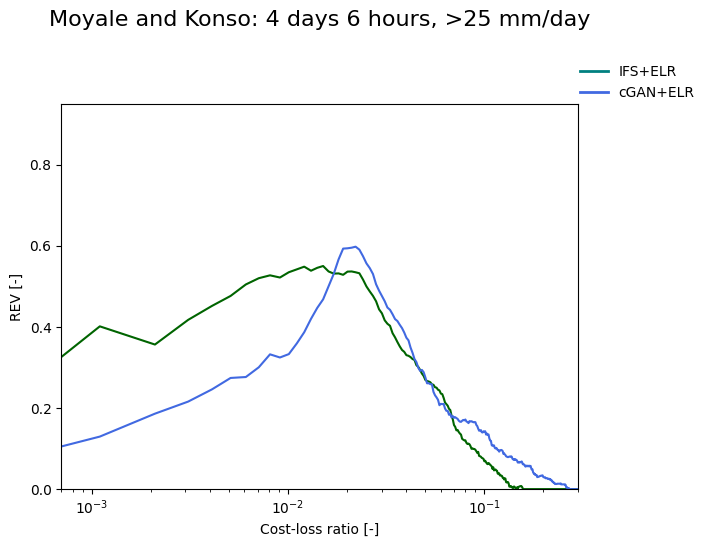 Moyale and Konso: 4 days 6 hours, >25 mm/day
IFS+ELR
cGAN+ELR
0.8
0.6
0.4
0.2
0.0
REV [-]
10⁻³
10⁻²
10⁻¹
Cost-loss ratio [-]